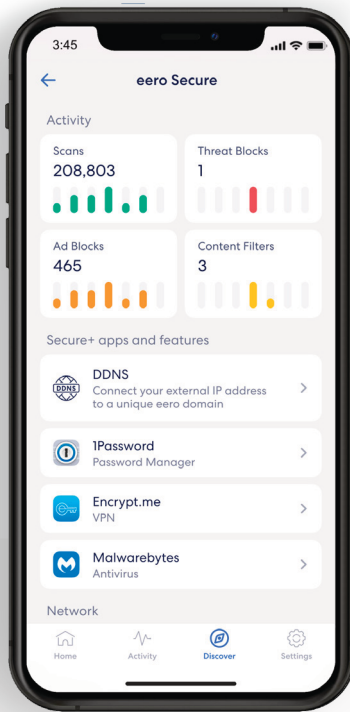 3:45
eero Secure
Activity
Scans
208,803
Threat Blocks
1
Ad Blocks
465
Content Filters
3
Secure+ apps and features
DDNS
DDNS
Connect your external IP address
to a unique eero domain
1Password
Password Manager
Encrypt.me
VPN
Malwarebytes
Antivirus
Network
Home
Activity
Discover
Settings